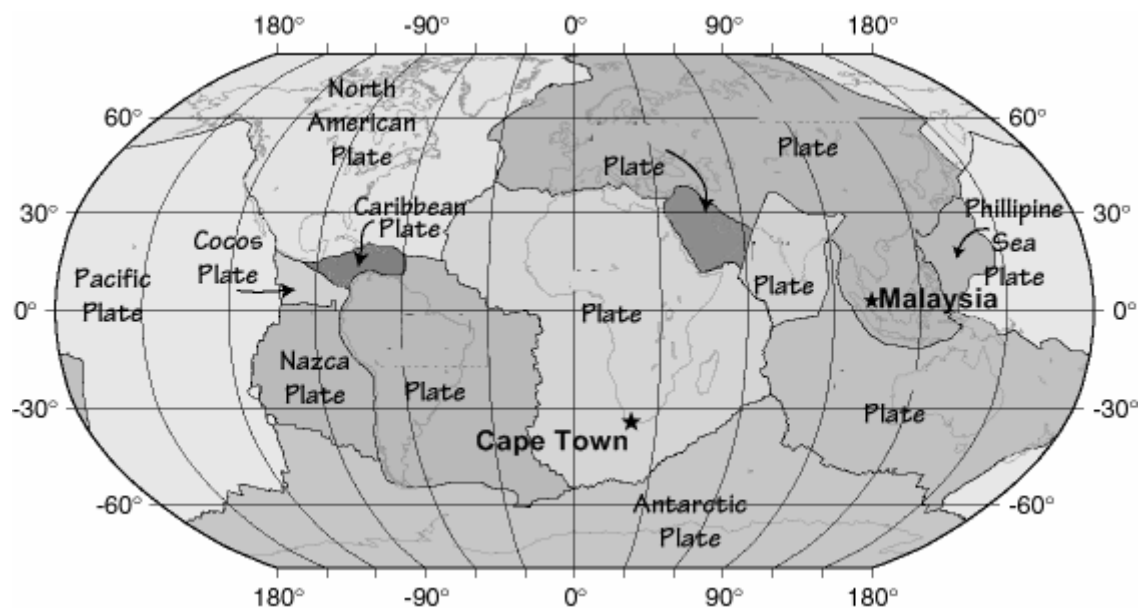 180° -90° 0° 90° 180°
60° 60°
30° 30°
0° 0°
-30° -30°
-60° -60°
180° -90° 0° 90° 180°
North
American
Plate
Plate
Plate
Caribbean
Plate
Phillipine
Sea
Plate
Cocos
Plate
Pacific
Plate
Plate
Plate
Malaysia
Nazca
Plate
Plate
Plate
Cape Town
Antarctic
Plate